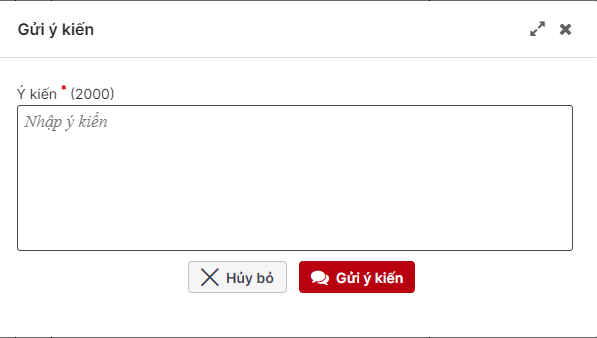 Gửi ý kiến
Ý kiến * (2000)
Nhập ý kiến
Hủy bỏ
Gửi ý kiến